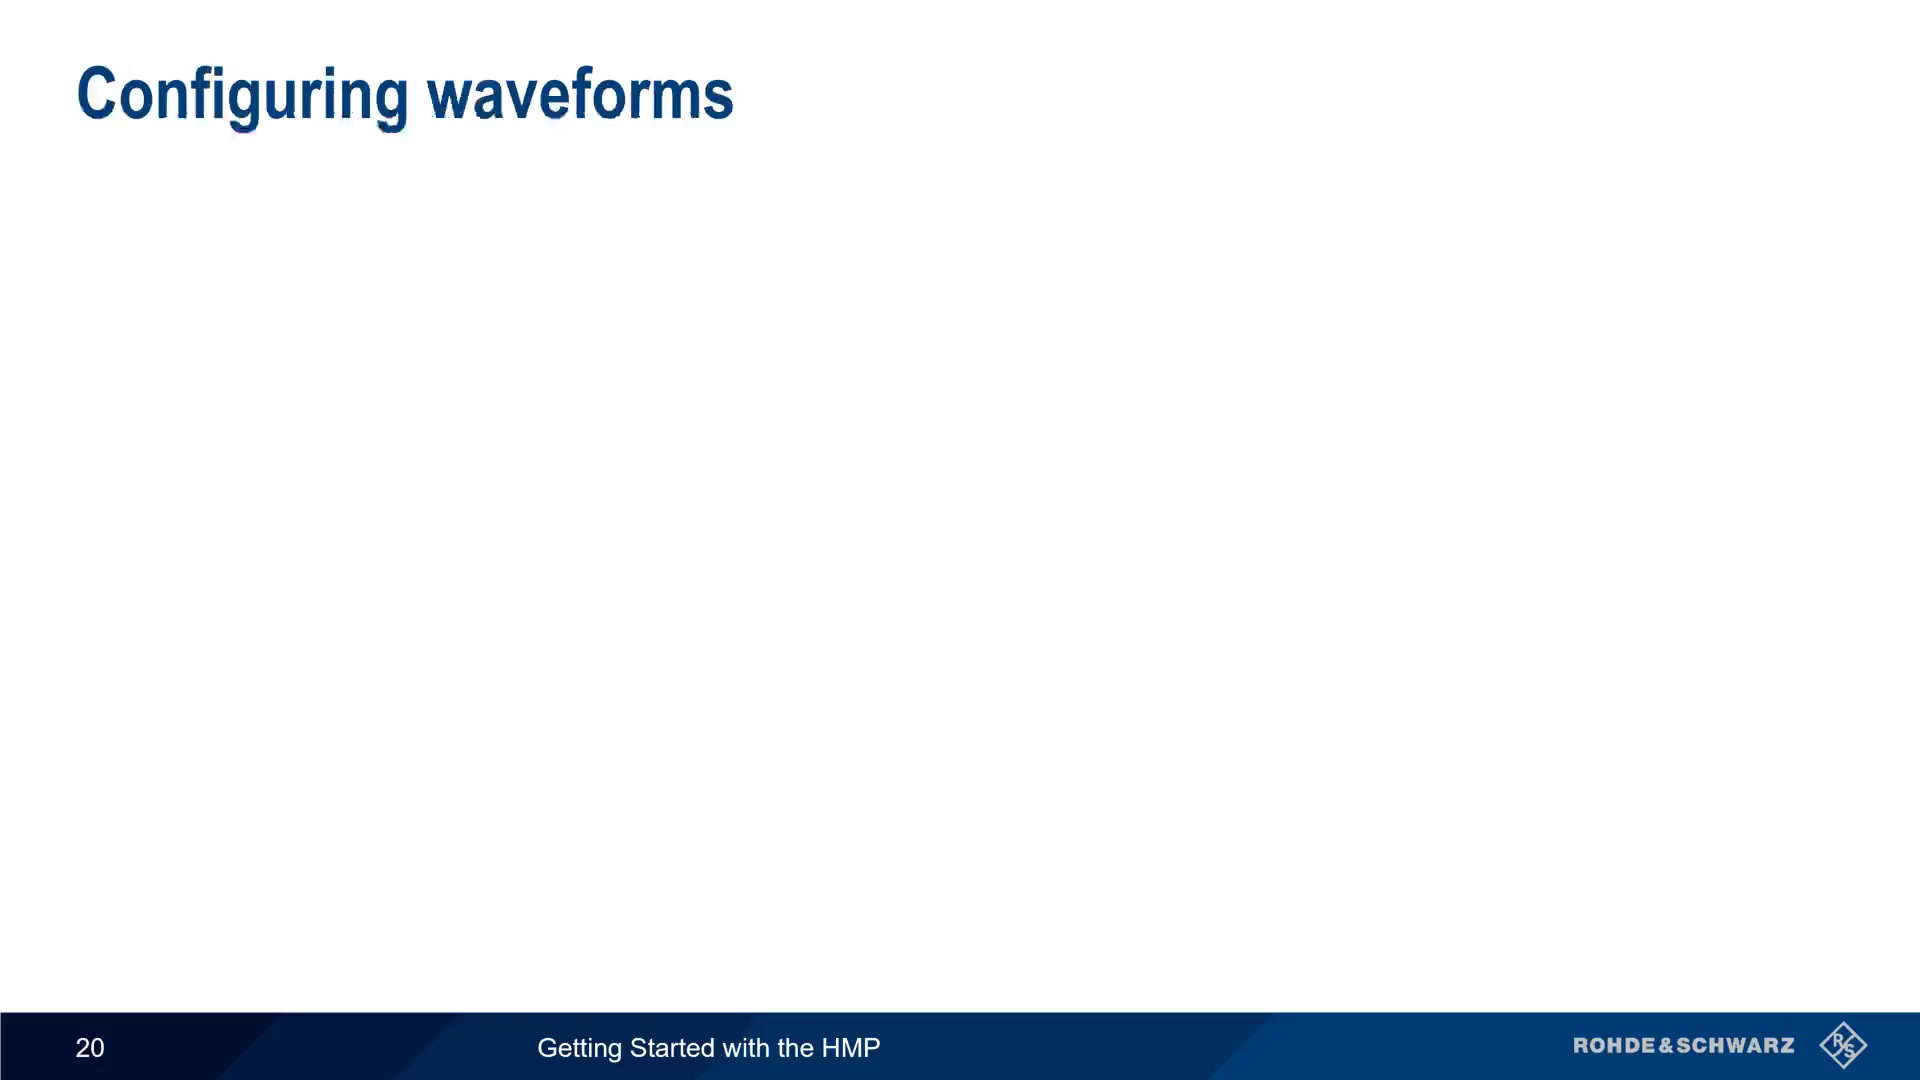 Configuring waveforms
20
Getting Started with the HMP
ROHDE&SCHWARZ
R&S